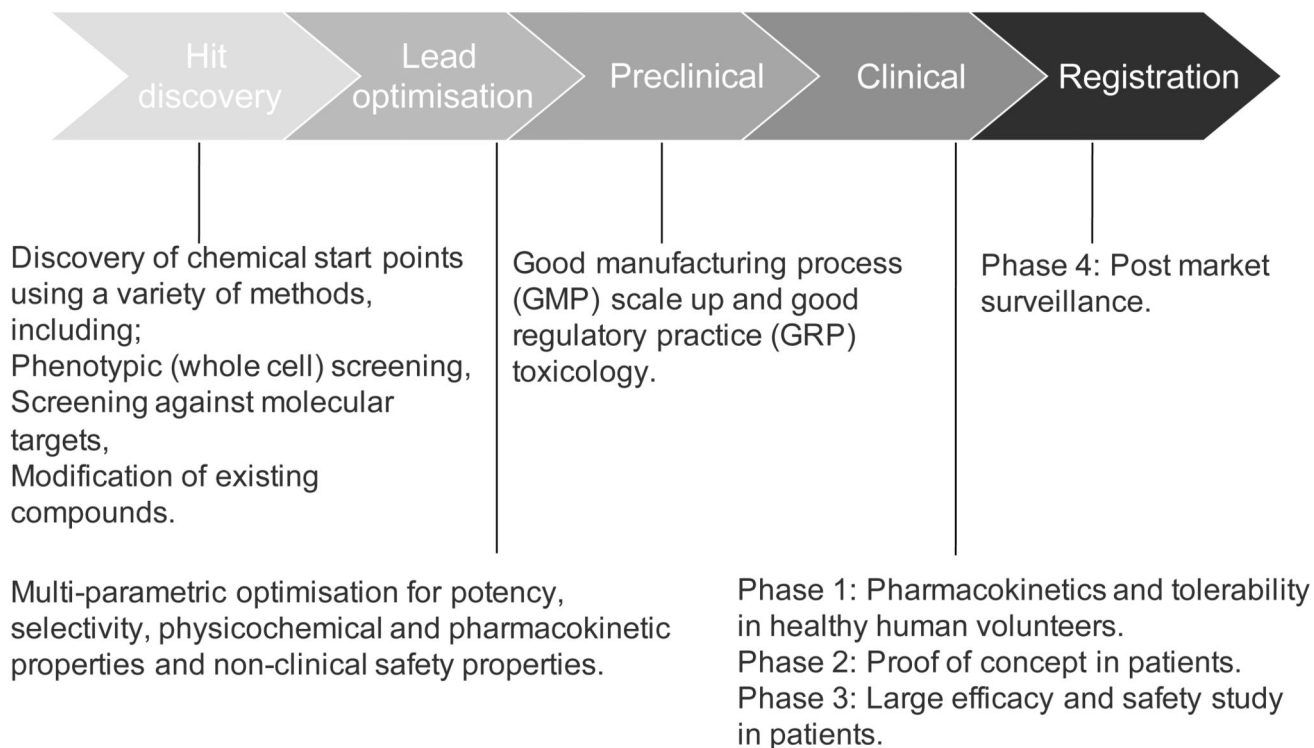 Hit
discovery
Lead
optimisation
Preclinical
Clinical
Registration
Discovery of chemical start points
using a variety of methods,
including;
Phenotypic (whole cell) screening,
Screening against molecular
targets,
Modification of existing
compounds.
Good manufacturing process
(GMP) scale up and good
regulatory practice (GRP)
toxicology.
Phase 4: Post market
surveillance.
Multi-parametric optimisation for potency,
selectivity, physicochemical and pharmacokinetic
properties and non-clinical safety properties.
Phase 1: Pharmacokinetics and tolerability
in healthy human volunteers.
Phase 2: Proof of concept in patients.
Phase 3: Large efficacy and safety study
in patients.